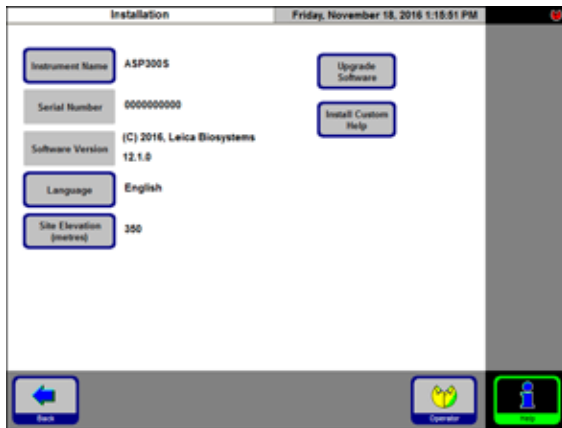 Installation
Friday, November 18, 2016 1:15:51 PM
Instrument Name
ASP300S
Upgrade
Software
Serial Number
0000000000
Install Custom
Help
Software Version
(C) 2016, Leica Biosystems
12.1.0
Language
English
Site Elevation
(metres)
350
Back
Operator
Help